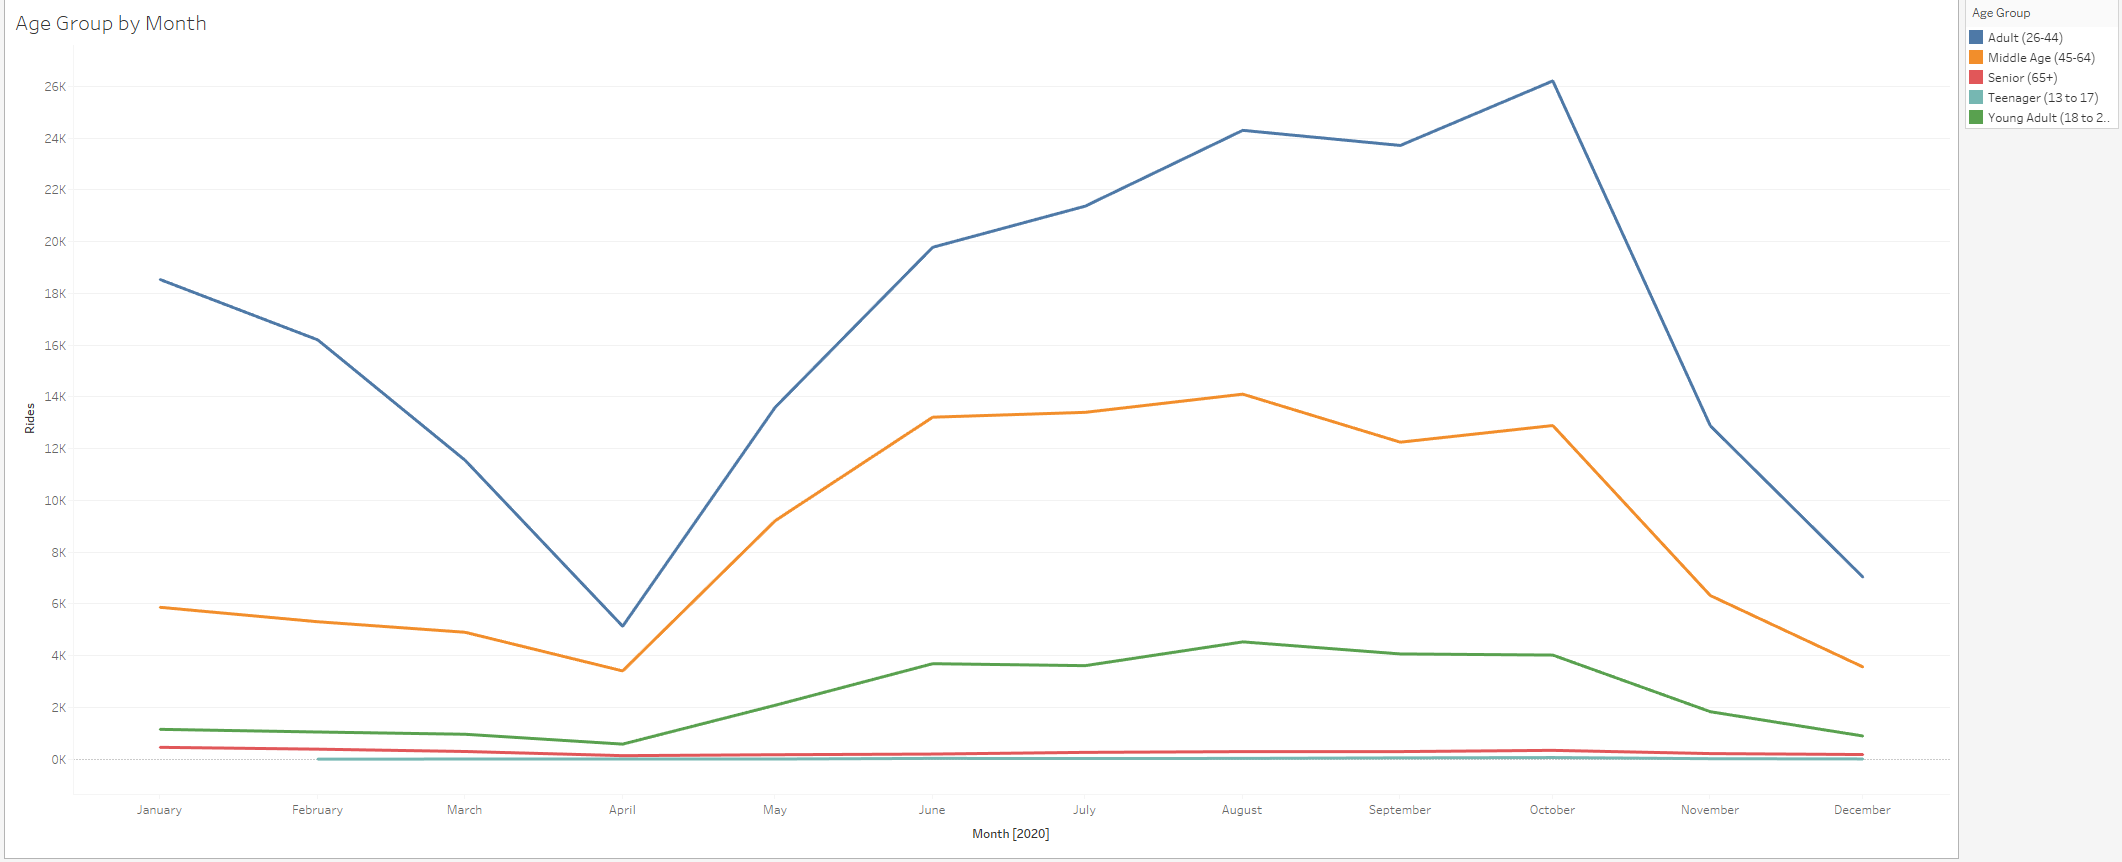 Age Group by Month
26K
24K
22K
20K
18K
16K
14K
12K
10K
8K
6K
4K
2K
0K
Rides
January February March April May June July August September October November December
Month [2020]
Age Group
Adult (26-44)
Middle Age (45-64)
Senior (65+)
Teenager (13 to 17)
Young Adult (18 to 2..